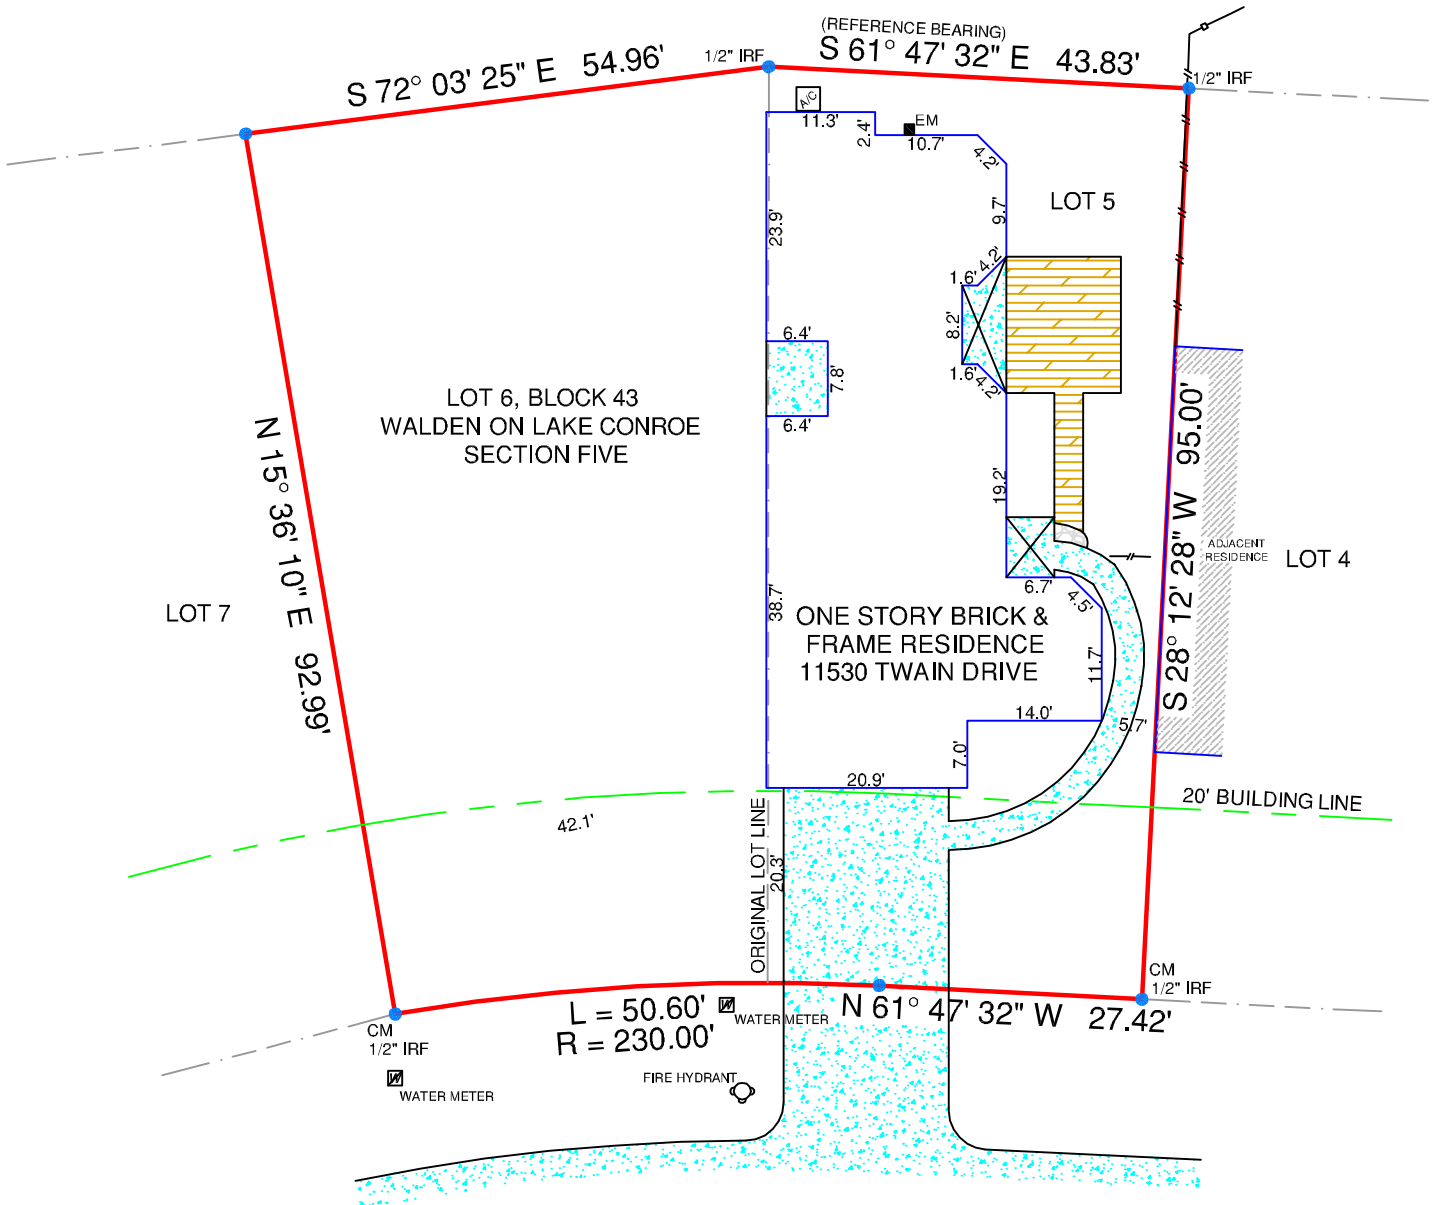 (REFERENCE BEARING)
S 61° 47' 32" E 43.83'
S 72° 03' 25" E 54.96'
1/2" IRF
1/2" IRF
A/C
11.3'
2.4'
EM
10.7'
4.2'
9.7'
LOT 5
23.9'
4.2'
1.6'
8.2'
1.6'
4.2'
6.4'
7.8'
6.4'
LOT 6, BLOCK 43
WALDEN ON LAKE CONROE
SECTION FIVE
N 15° 36' 10" E 92.99'
S 28° 12' 28" W 95.00'
19.2'
ADJACENT
RESIDENCE
LOT 4
LOT 7
38.7'
6.7'
4.5'
ONE STORY BRICK &
FRAME RESIDENCE
11530 TWAIN DRIVE
11.7'
14.0'
5.7'
7.0'
20.9'
20' BUILDING LINE
42.1'
ORIGINAL LOT LINE
20.3'
CM
1/2" IRF
L = 50.60'
R = 230.00'
W
WATER METER
N 61° 47' 32" W 27.42'
CM
1/2" IRF
W
WATER METER
FIRE HYDRANT